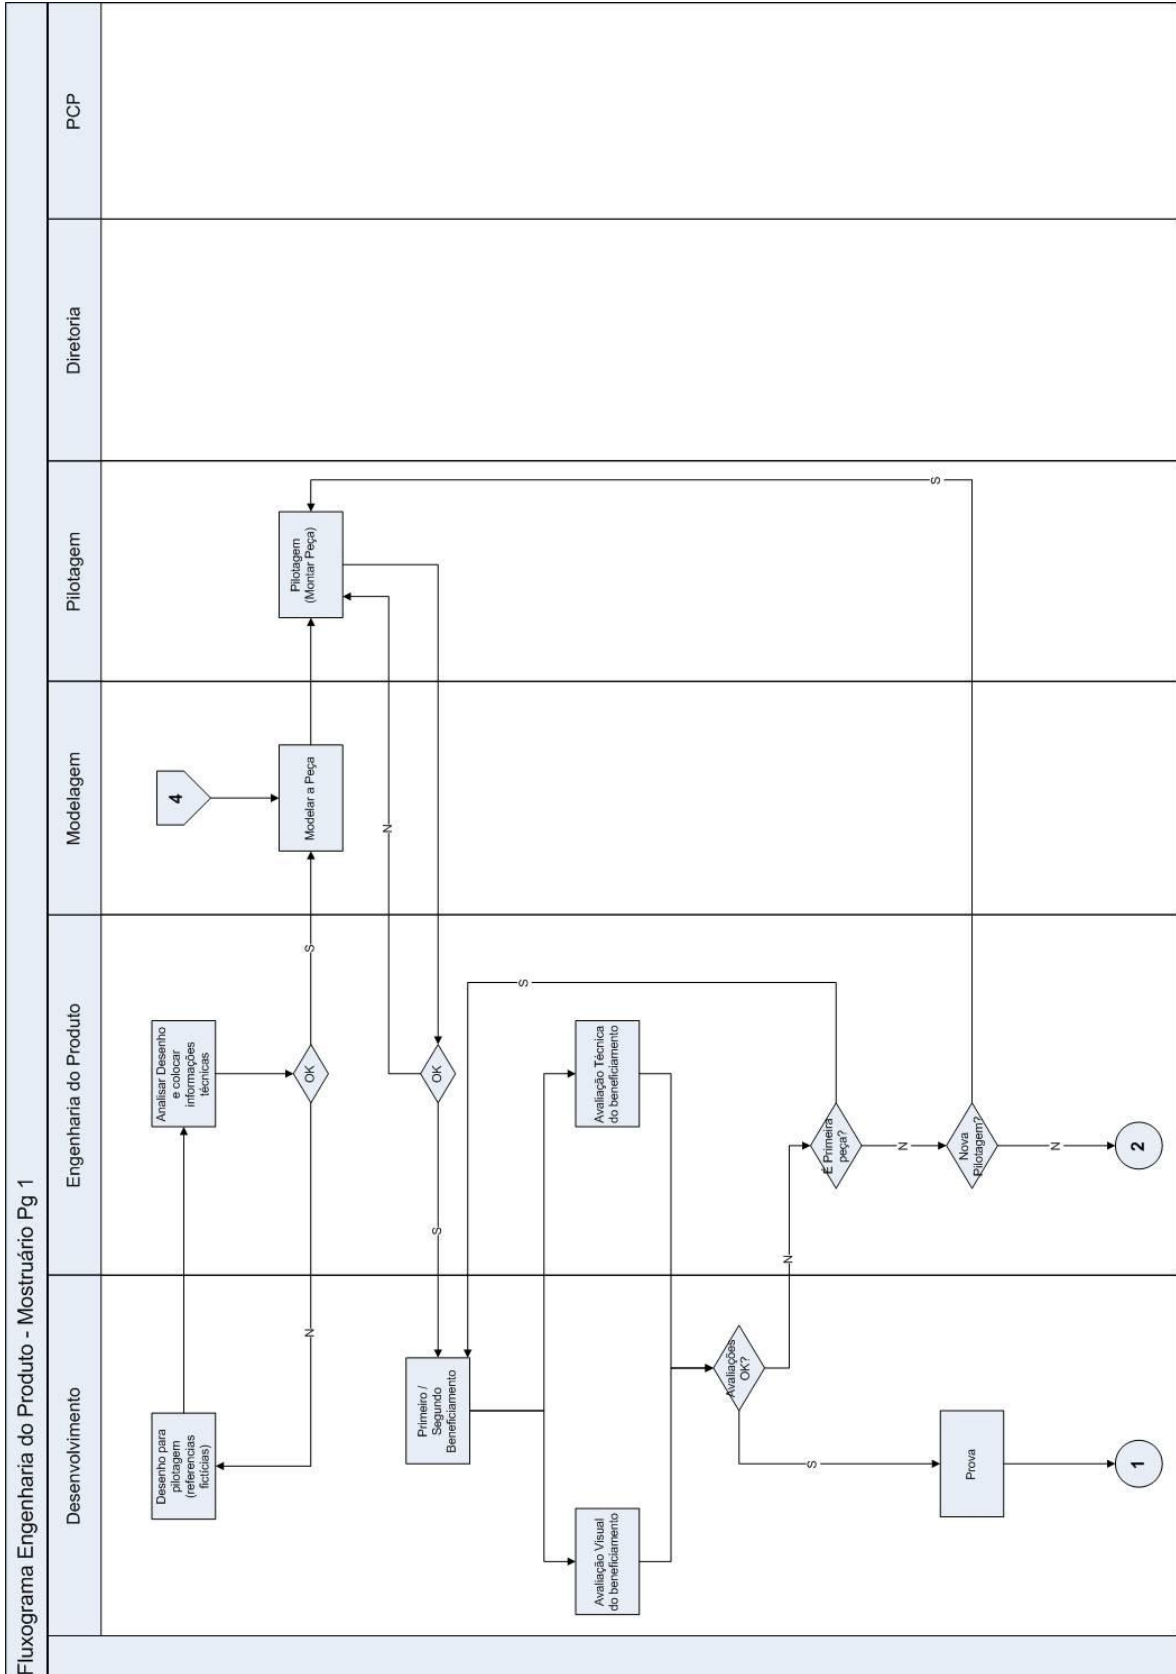 Fluxograma Engenharia do Produto - Mostruário Pg 1
Desenvolvimento
Engenharia do Produto
Modelagem
Pilotagem
Diretoria
PCP
Desenho para
pilotagem
(referencias
fictícias)
Analisar Desenho
e colocar
informações
técnicas
4
OK
S
N
Modelar a Peça
Pilotagem
(Montar Peça)
N
OK
S
Primeiro /
Segundo
Beneficiamento
S
Avaliação Visual
do beneficiamento
Avaliação Técnica
do beneficiamento
Avaliações
OK?
N
S
É Primeira
peça?
N
Prova
Nova
Pilotagem?
S
N
1
2